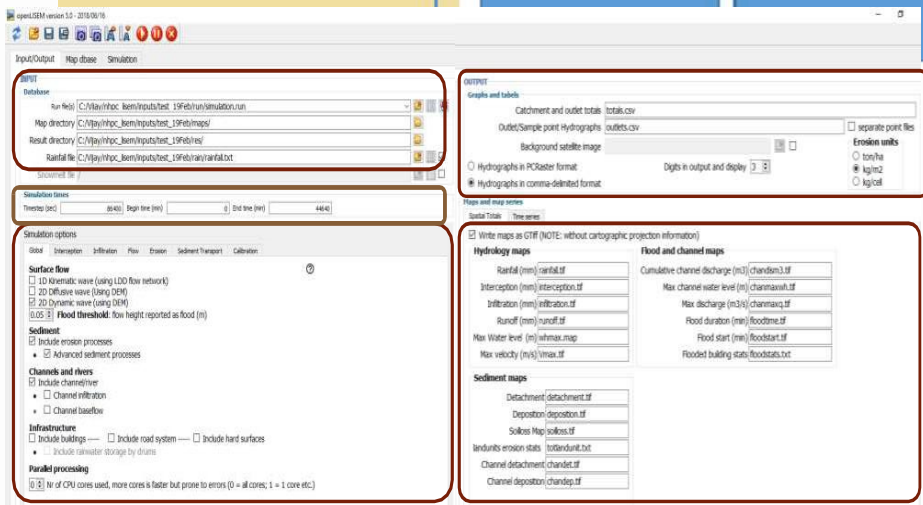 openLISEM version 5.0 - 2018/06/16
Input/Output Map dbase Simulation
INPUT
Database
Run file(s) C:/Vijay/nhpc_lisem/inputs/test_19Feb/run/simulation.run
Map directory C:/Vijay/nhpc_lisem/inputs/test_19Feb/maps/
Result directory C:/Vijay/nhpc_lisem/inputs/test_19Feb/res/
Rainfall file C:/Vijay/nhpc_lisem/inputs/test_19Feb/rain/rainfal.txt
Snowmelt file /
Simulation times
Timestep (sec) 86400 Begin time (min) 0 End time (min) 44640
Simulation options
Global Interception Infiltration Flow Erosion Sediment Transport Calibration
Surface flow
1D Kinematic wave (using LDD flow network)
2D Diffusive wave (Using DEM)
2D Dynamic wave (using DEM)
0.05 Flood threshold: flow height reported as flood (m)
Sediment
Include erosion processes
Advanced sediment processes
Channels and rivers
Include channel/river
Channel infiltration
Channel baseflow
Infrastructure
Include buildings ---- Include road system ---- Include hard surfaces
Include rainwater storage by drums
Parallel processing
0 Nr of CPU cores used, more cores is faster but prone to errors (0 = all cores; 1 = 1 core etc.)
OUTPUT
Graphs and tabels
Catchment and outlet totals totals.csv
Outlet/Sample point Hydrographs outlets.csv separate point files
Background satellite image
Erosion units
ton/ha
Hydrographs in PCRaster format Digits in output and display 3 kg/m2
Hydrographs in comma-delimited format kg/cell
Maps and map series
Spatial Totals Time series
Write maps as GTiff (NOTE: without cartographic projection information)
Hydrology maps Flood and channel maps
Rainfall (mm) rainfall.tif Cumulative channel discharge (m3) chandism3.tif
Interception (mm) interception.tif Max channel water level (m) chanmaxwh.tif
Infiltration (mm) infiltration.tif Max discharge (m3/s) chanmaxq.tif
Runoff (mm) runoff.tif Flood duration (min) floodtime.tif
Max Water level (m) whmax.map Flood start (min) floodstart.tif
Max velocity (m/s) Vmax.tif Flooded building stats floodstats.txt
Sediment maps
Detachment detachment.tif
Deposition deposition.tif
Soilloss Map soilloss.tif
landunits erosion stats totlandunit.txt
Channel detachment chandet.tif
Channel deposition chandep.tif